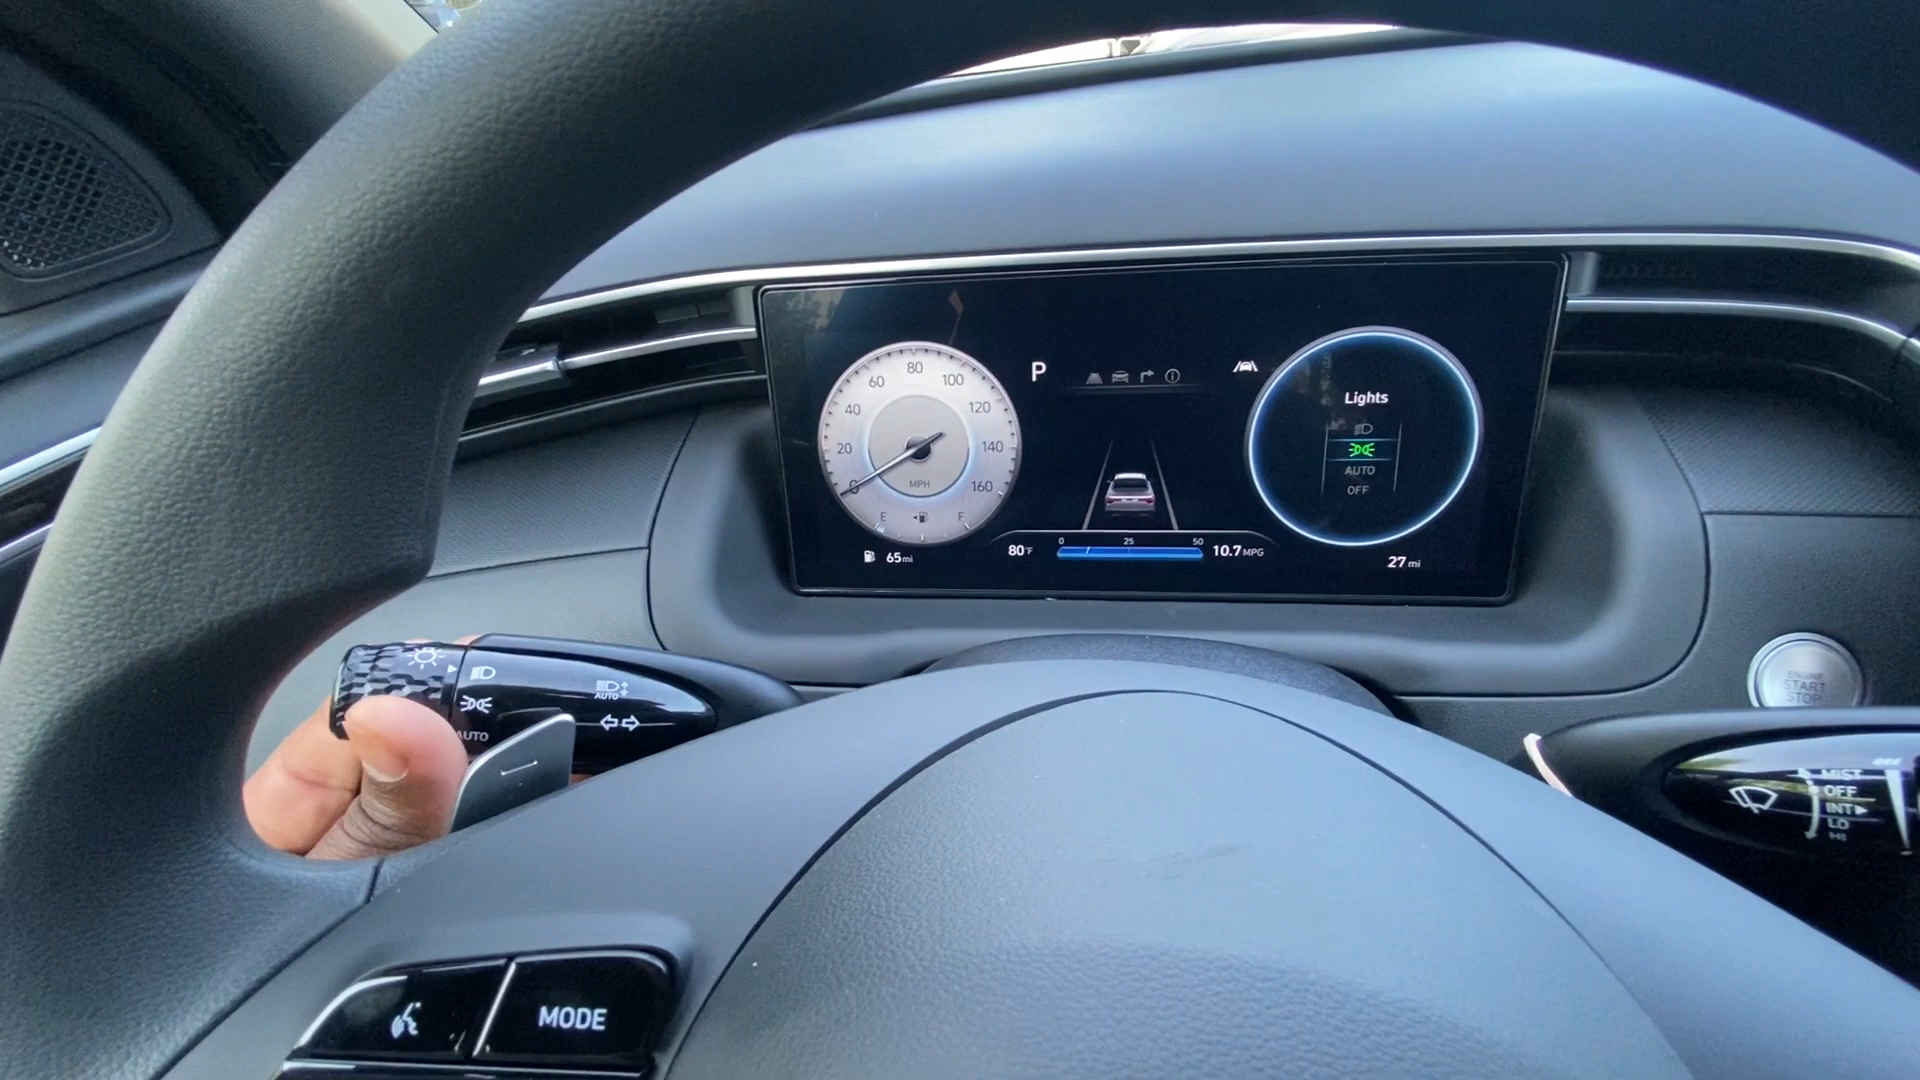 80
60 100
40 120
20 140
0 160
MPH
E F
65mi
P
80°F
0 25 50
10.7MPG
Lights
AUTO
OFF
27mi
ENGINE
START
STOP
AUTO
AUTO
MIST
OFF
INT
LO
MODE